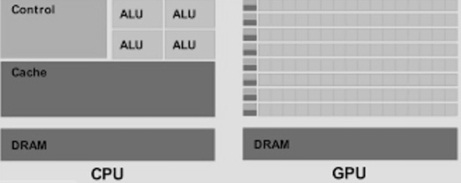 Control
ALU ALU
ALU ALU
Cache
DRAM
DRAM
CPU
GPU